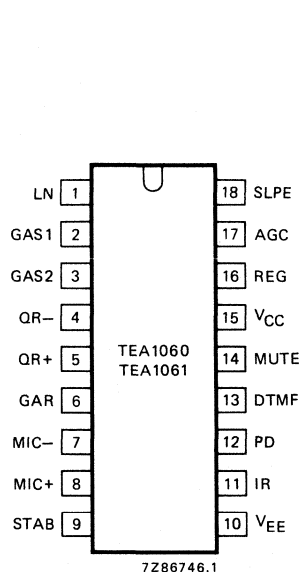 LN 1 18 SLPE
GAS1 2 17 AGC
GAS2 3 16 REG
QR− 4 15 VCC
QR+ 5 14 MUTE
TEA1060
TEA1061
GAR 6 13 DTMF
MIC− 7 12 PD
MIC+ 8 11 IR
STAB 9 10 VEE
7Z86746.1